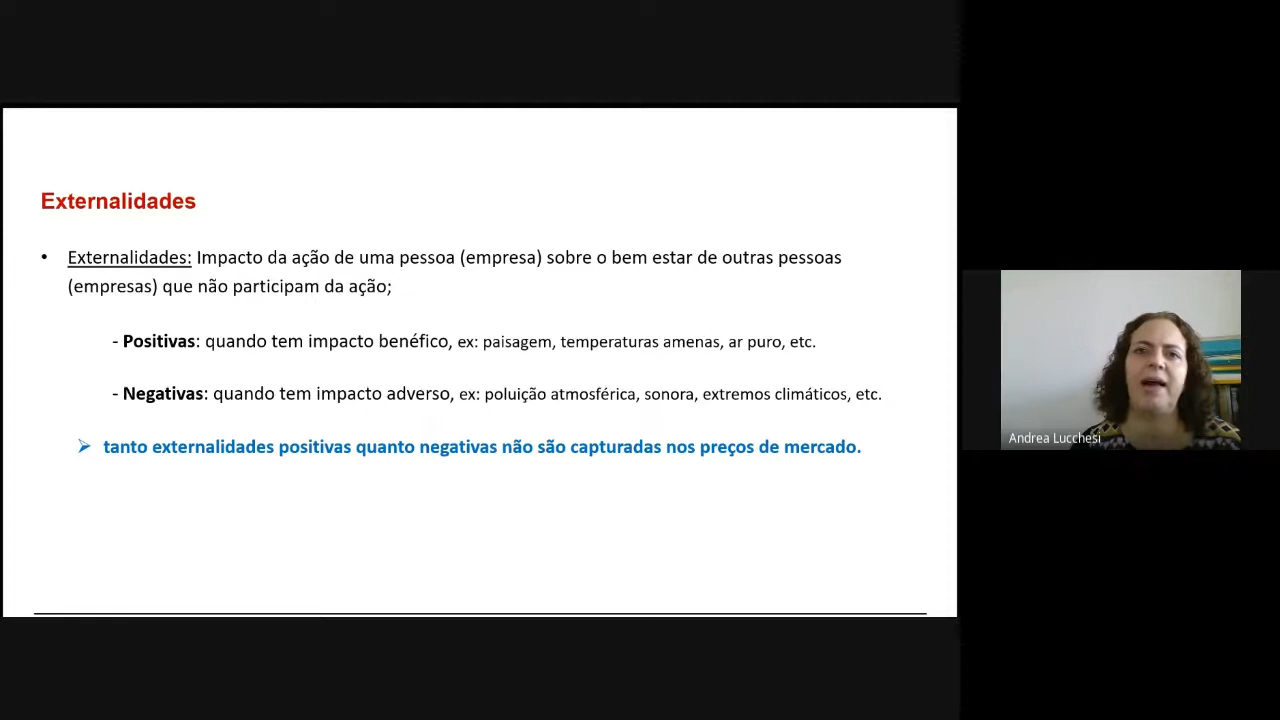 Externalidades
• Externalidades: Impacto da ação de uma pessoa (empresa) sobre o bem estar de outras pessoas
(empresas) que não participam da ação;
- Positivas: quando tem impacto benéfico, ex: paisagem, temperaturas amenas, ar puro, etc.
- Negativas: quando tem impacto adverso, ex: poluição atmosférica, sonora, extremos climáticos, etc.
➢ tanto externalidades positivas quanto negativas não são capturadas nos preços de mercado.
Andrea Lucchesi